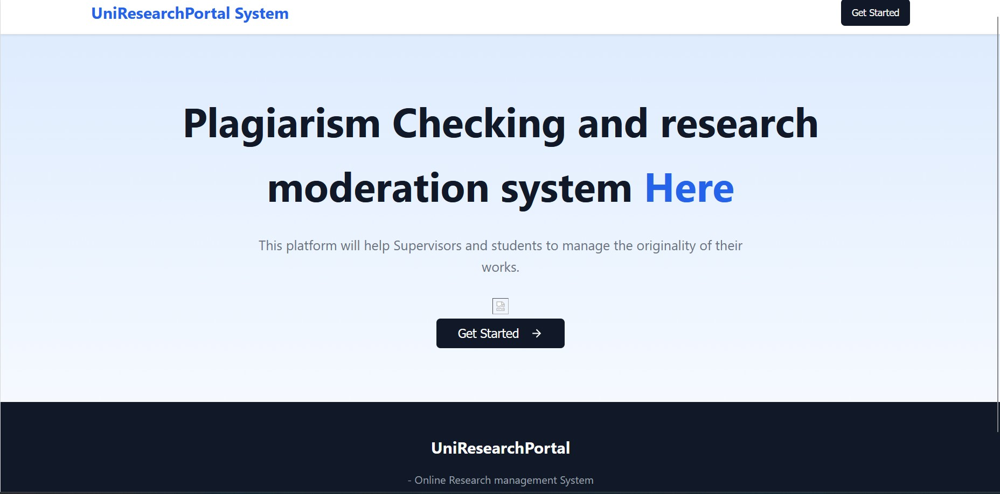 UniResearchPortal System
Get Started
Plagiarism Checking and research
moderation system Here
This platform will help Supervisors and students to manage the originality of their
works.
Get Started →
UniResearchPortal
- Online Research management System